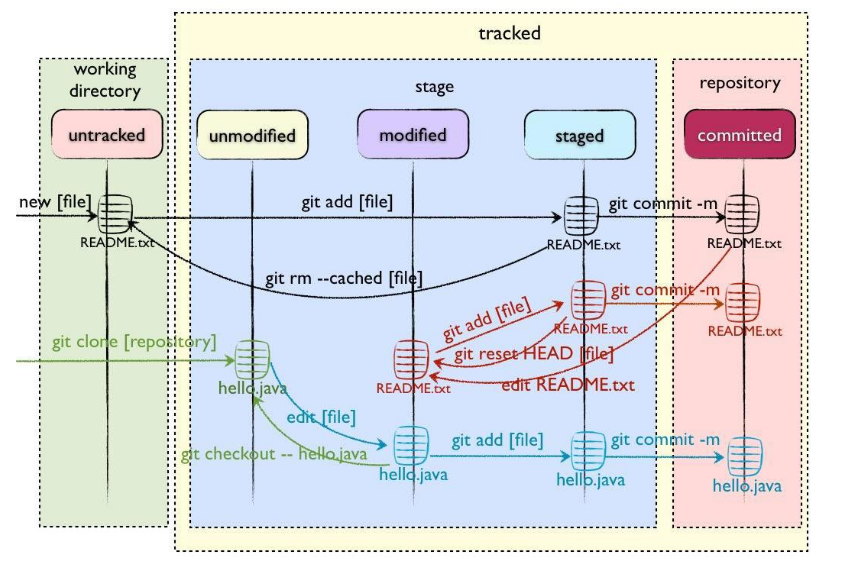 tracked
working
directory
stage
repository
untracked
unmodified
modified
staged
committed
new [file]
git add [file]
git commit -m
README.txt
README.txt
README.txt
git rm --cached [file]
git add [file]
git commit -m
README.txt
README.txt
git clone [repository]
git reset HEAD [file]
hello.java
README.txt
edit README.txt
edit [file]
git add [file]
git commit -m
git checkout -- hello.java
hello.java
hello.java
hello.java